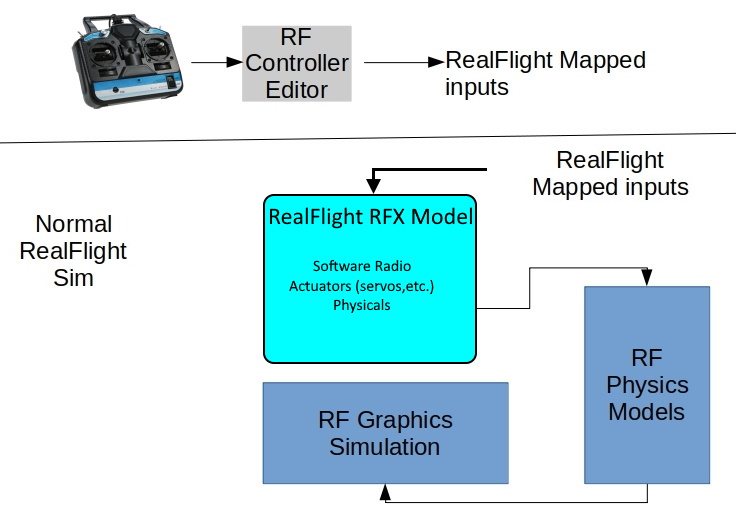 RF
Controller
Editor
RealFlight Mapped
inputs
RealFlight
Mapped inputs
Normal
RealFlight
Sim
RealFlight RFX Model
Software Radio
Actuators (servos,etc.)
Physicals
RF
Physics
Models
RF Graphics
Simulation